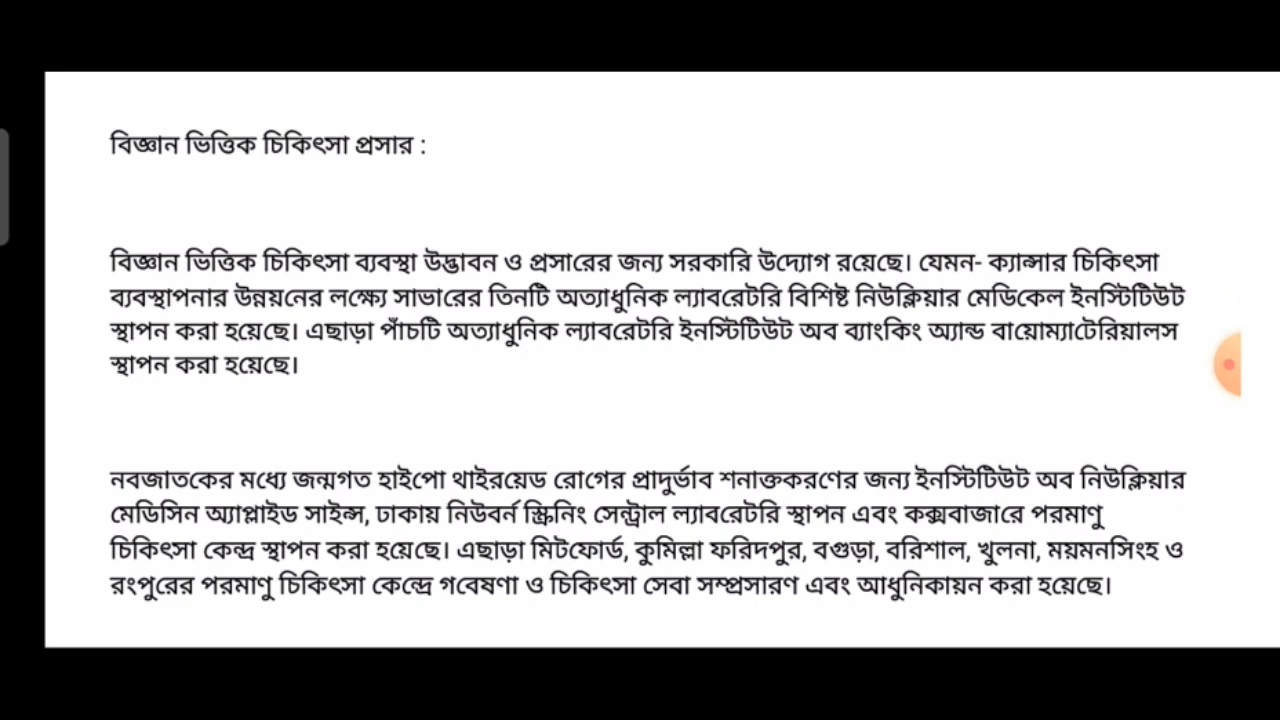 বিজ্ঞান ভিত্তিক চিকিৎসা প্রসার :
বিজ্ঞান ভিত্তিক চিকিৎসা ব্যবস্থা উদ্ভাবন ও প্রসারের জন্য সরকারি উদ্যোগ রয়েছে। যেমন- ক্যান্সার চিকিৎসা
ব্যবস্থাপনার উন্নয়নের লক্ষ্যে সাভারের তিনটি অত্যাধুনিক ল্যাবরেটরি বিশিষ্ট নিউক্লিয়ার মেডিকেল ইনস্টিটিউট
স্থাপন করা হয়েছে। এছাড়া পাঁচটি অত্যাধুনিক ল্যাবরেটরি ইনস্টিটিউট অব ব্যাংকিং অ্যান্ড বায়োম্যাটেরিয়ালস
স্থাপন করা হয়েছে।
নবজাতকের মধ্যে জন্মগত হাইপো থাইরয়েড রোগের প্রাদুর্ভাব শনাক্তকরণের জন্য ইনস্টিটিউট অব নিউক্লিয়ার
মেডিসিন অ্যাপ্লাইড সাইন্স, ঢাকায় নিউবর্ন স্ক্রিনিং সেন্ট্রাল ল্যাবরেটরি স্থাপন এবং কক্সবাজারে পরমাণু
চিকিৎসা কেন্দ্র স্থাপন করা হয়েছে। এছাড়া মিটফোর্ড, কুমিল্লা ফরিদপুর, বগুড়া, বরিশাল, খুলনা, ময়মনসিংহ ও
রংপুরের পরমাণু চিকিৎসা কেন্দ্রে গবেষণা ও চিকিৎসা সেবা সম্প্রসারণ এবং আধুনিকায়ন করা হয়েছে।